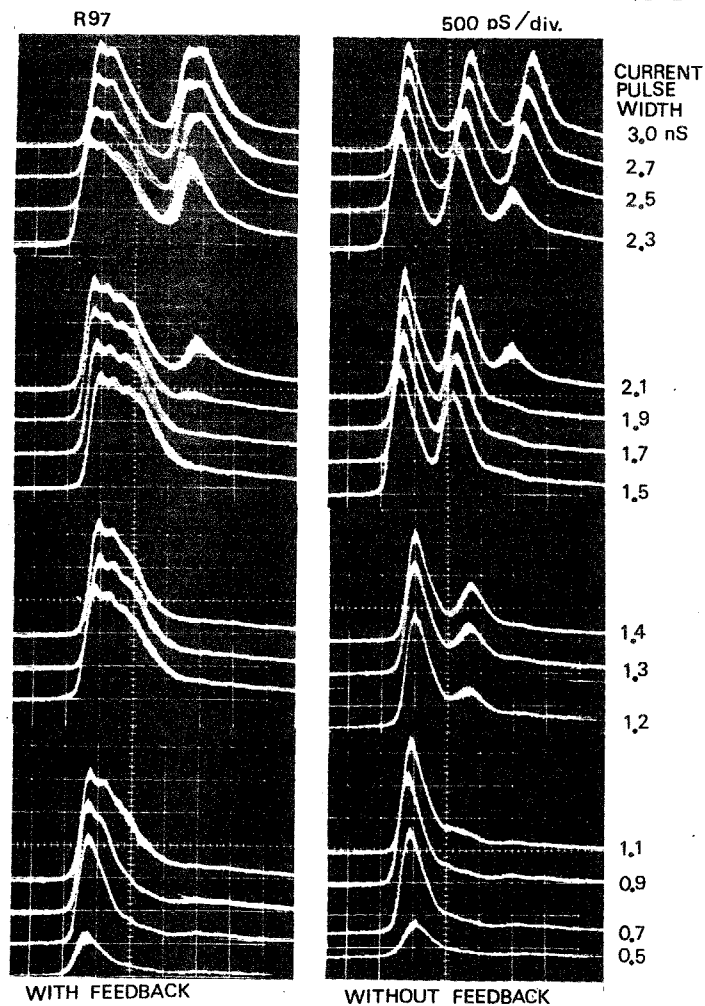 R97
500 pS/div.
CURRENT
PULSE
WIDTH
3.0 nS
2.7
2.5
2.3
2.1
1.9
1.7
1.5
1.4
1.3
1.2
1.1
0.9
0.7
0.5
WITH FEEDBACK
WITHOUT FEEDBACK